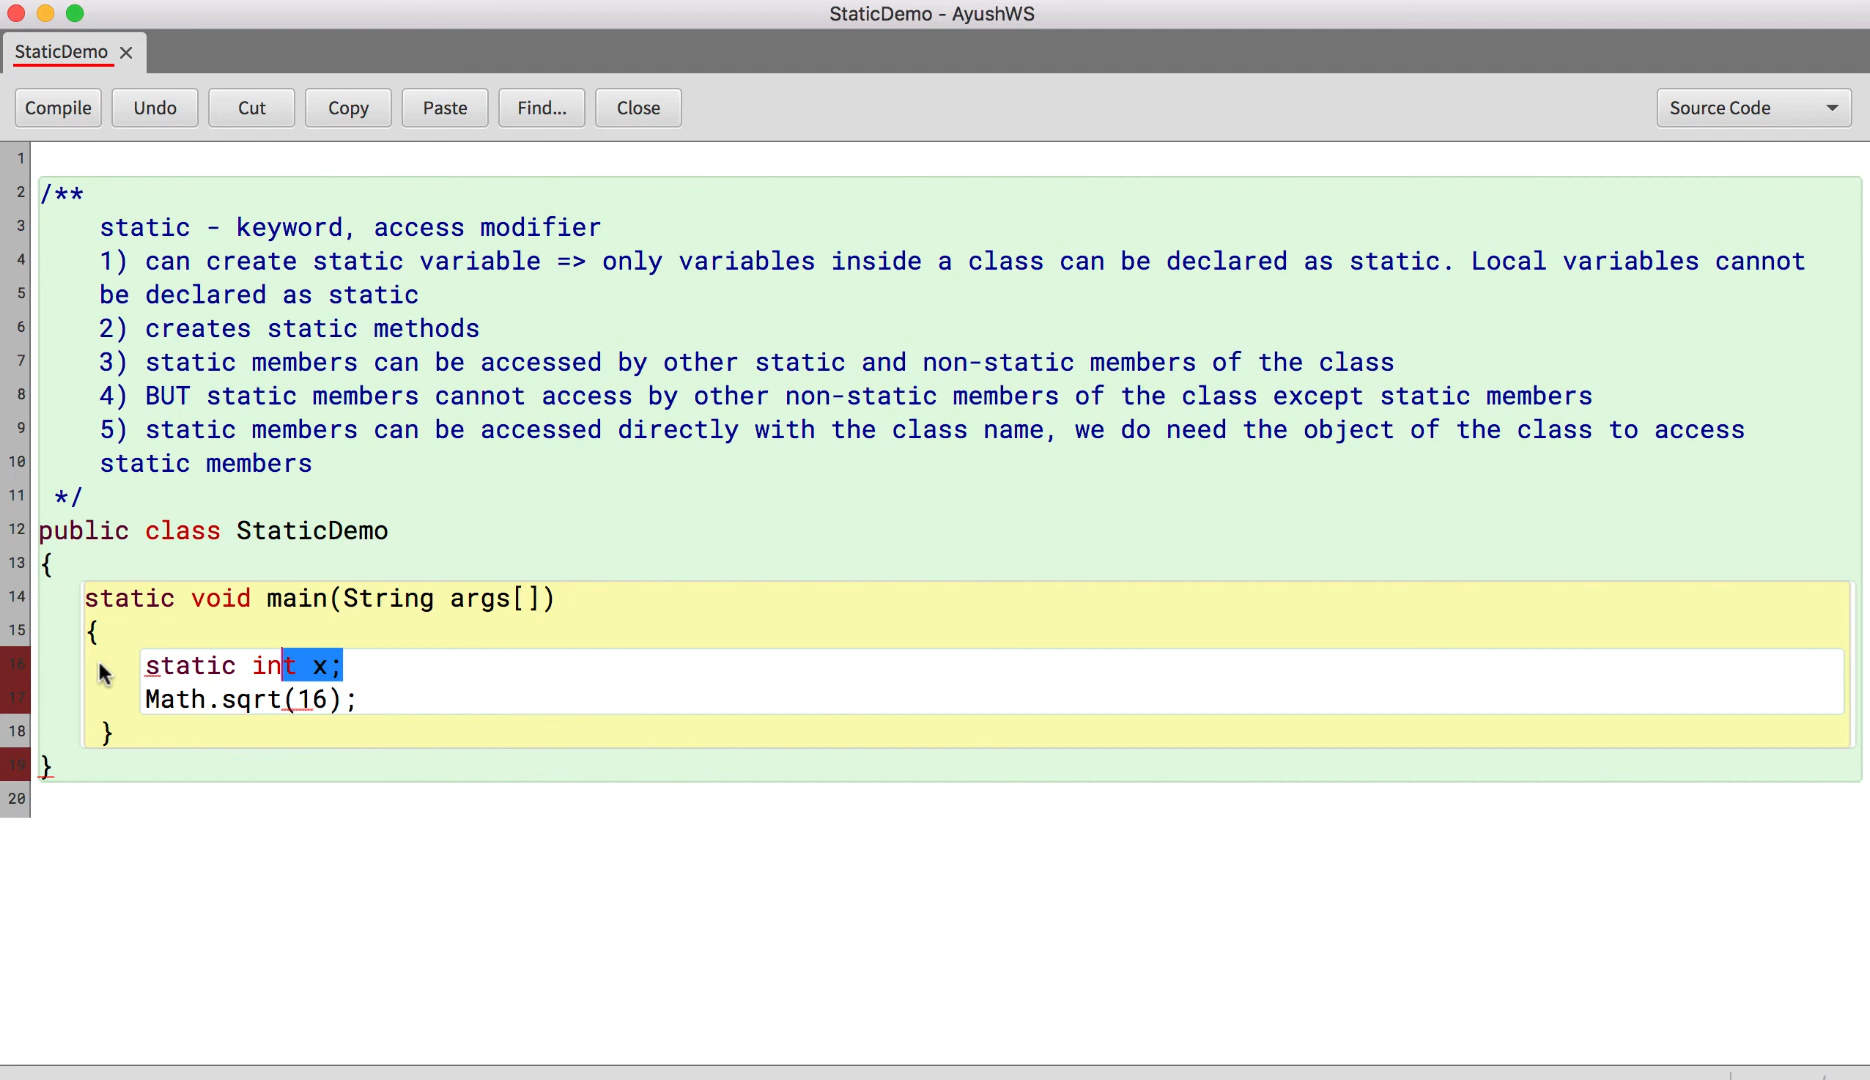 StaticDemo - AyushWS
StaticDemo
Compile Undo Cut Copy Paste Find... Close Source Code
1
2 /**
3 static - keyword, access modifier
4 1) can create static variable => only variables inside a class can be declared as static. Local variables cannot
5 be declared as static
6 2) creates static methods
7 3) static members can be accessed by other static and non-static members of the class
8 4) BUT static members cannot access by other non-static members of the class except static members
9 5) static members can be accessed directly with the class name, we do need the object of the class to access
10 static members
11 */
12 public class StaticDemo
13 {
14 static void main(String args[])
15 {
16 static int x;
17 Math.sqrt(16);
18 }
19 }
20